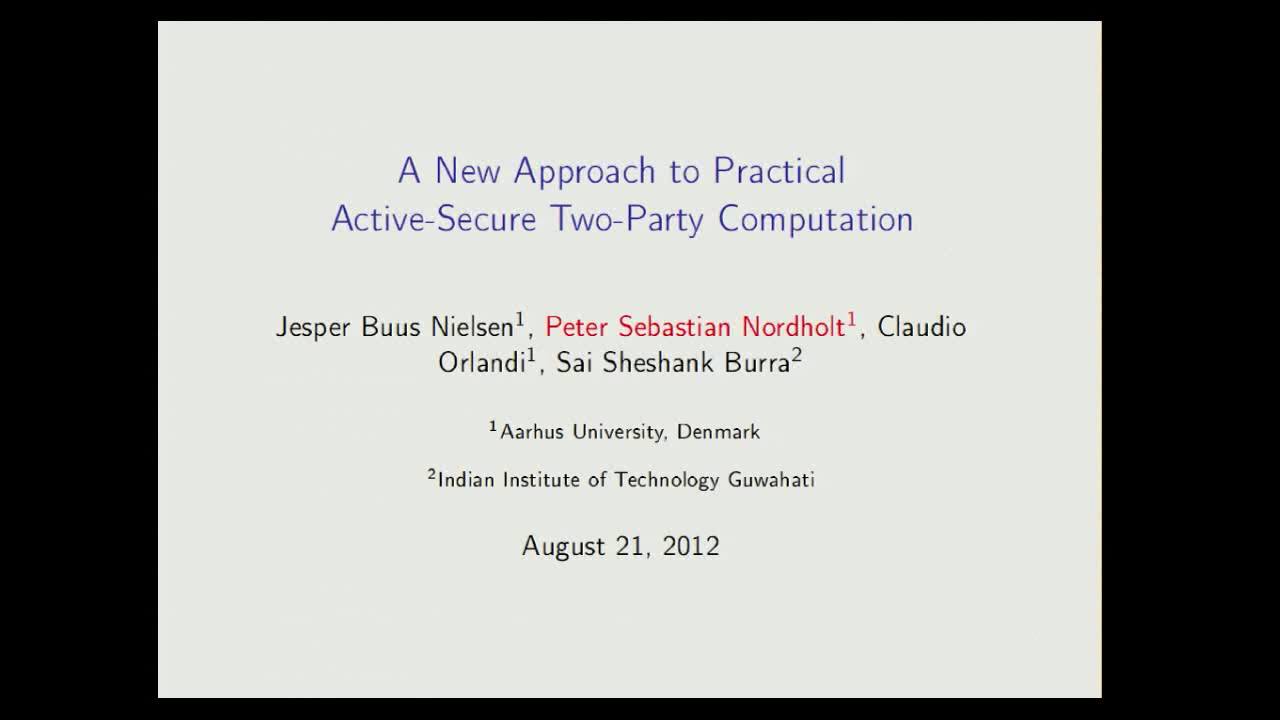 A New Approach to Practical
Active-Secure Two-Party Computation
Jesper Buus Nielsen¹, Peter Sebastian Nordholt¹, Claudio
Orlandi¹, Sai Sheshank Burra²
¹Aarhus University, Denmark
²Indian Institute of Technology Guwahati
August 21, 2012